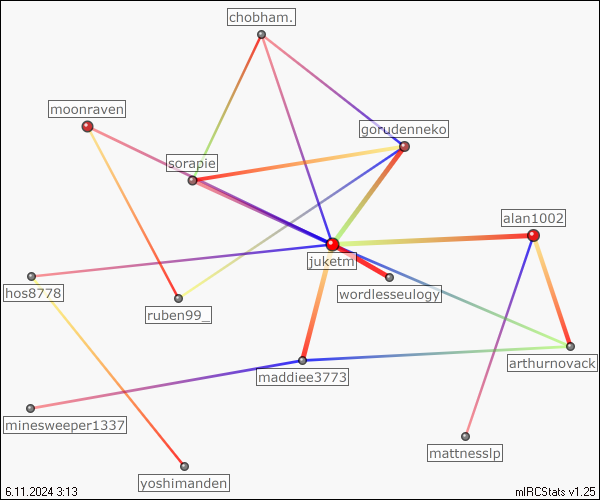 chobham.
moonraven
gorudenneko
sorapie
alan1002
juketm
hos8778
wordlesseulogy
ruben99_
arthurnovack
maddiee3773
minesweeper1337
mattnesslp
yoshimanden
6.11.2024 3:13
mIRCStats v1.25